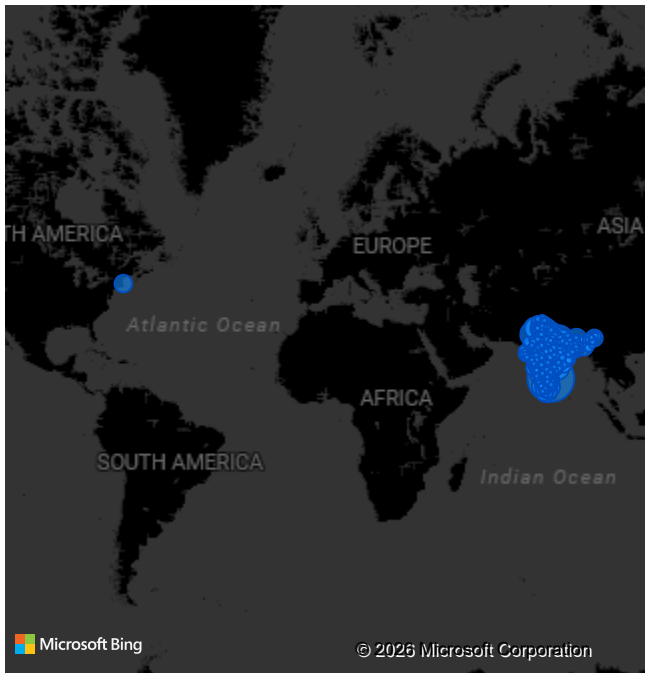 TH AMERICA
ASIA
EUROPE
Atlantic Ocean
AFRICA
SOUTH AMERICA
Indian Ocean
Microsoft Bing
© 2026 Microsoft Corporation